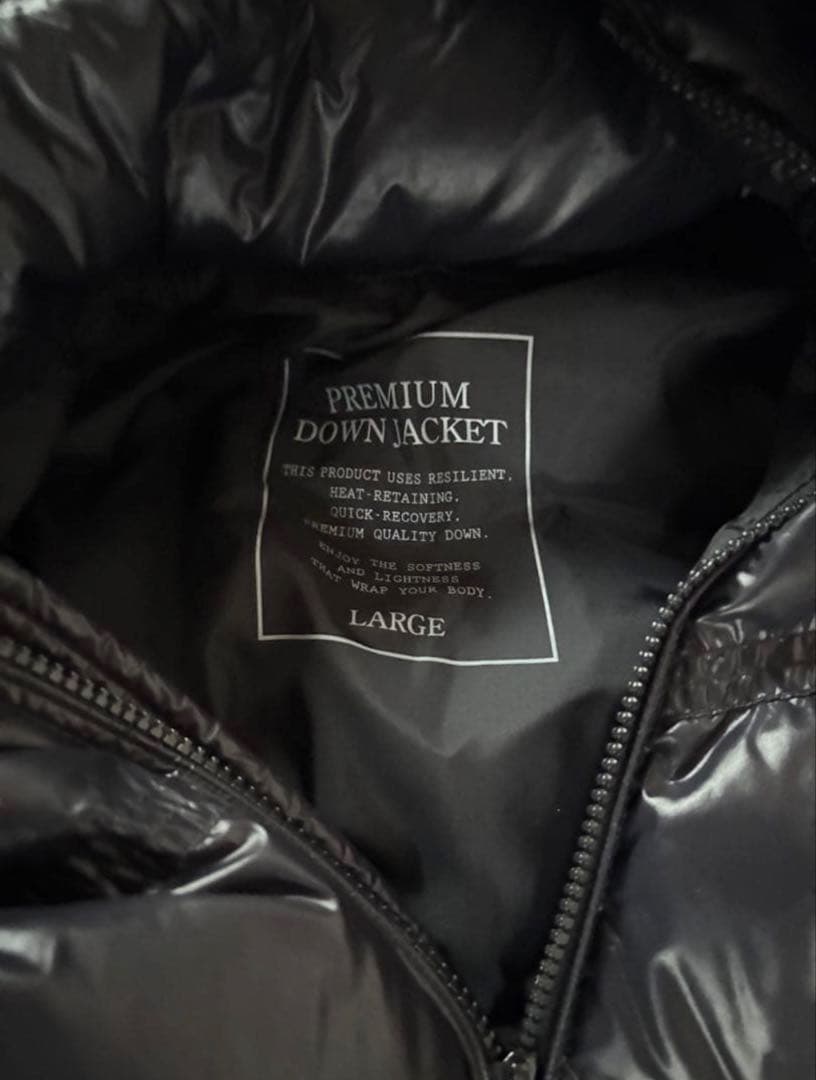 PREMIUM
DOWN JACKET
THIS PRODUCT USES RESILIENT,
HEAT-RETAINING,
QUICK-RECOVERY,
PREMIUM QUALITY DOWN.
ENJOY THE SOFTNESS
AND LIGHTNESS
THAT WRAP YOUR BODY.
LARGE